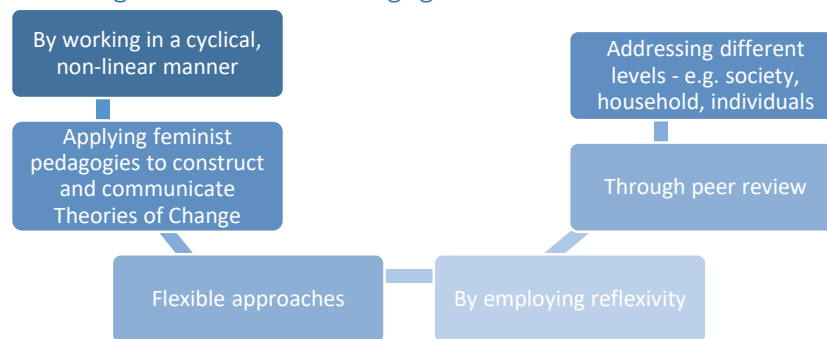 By working in a cyclical,
non-linear manner
Applying feminist
pedagogies to construct
and communicate
Theories of Change
Flexible approaches
By employing reflexivity
Through peer review
Addressing different
levels - e.g. society,
household, individuals